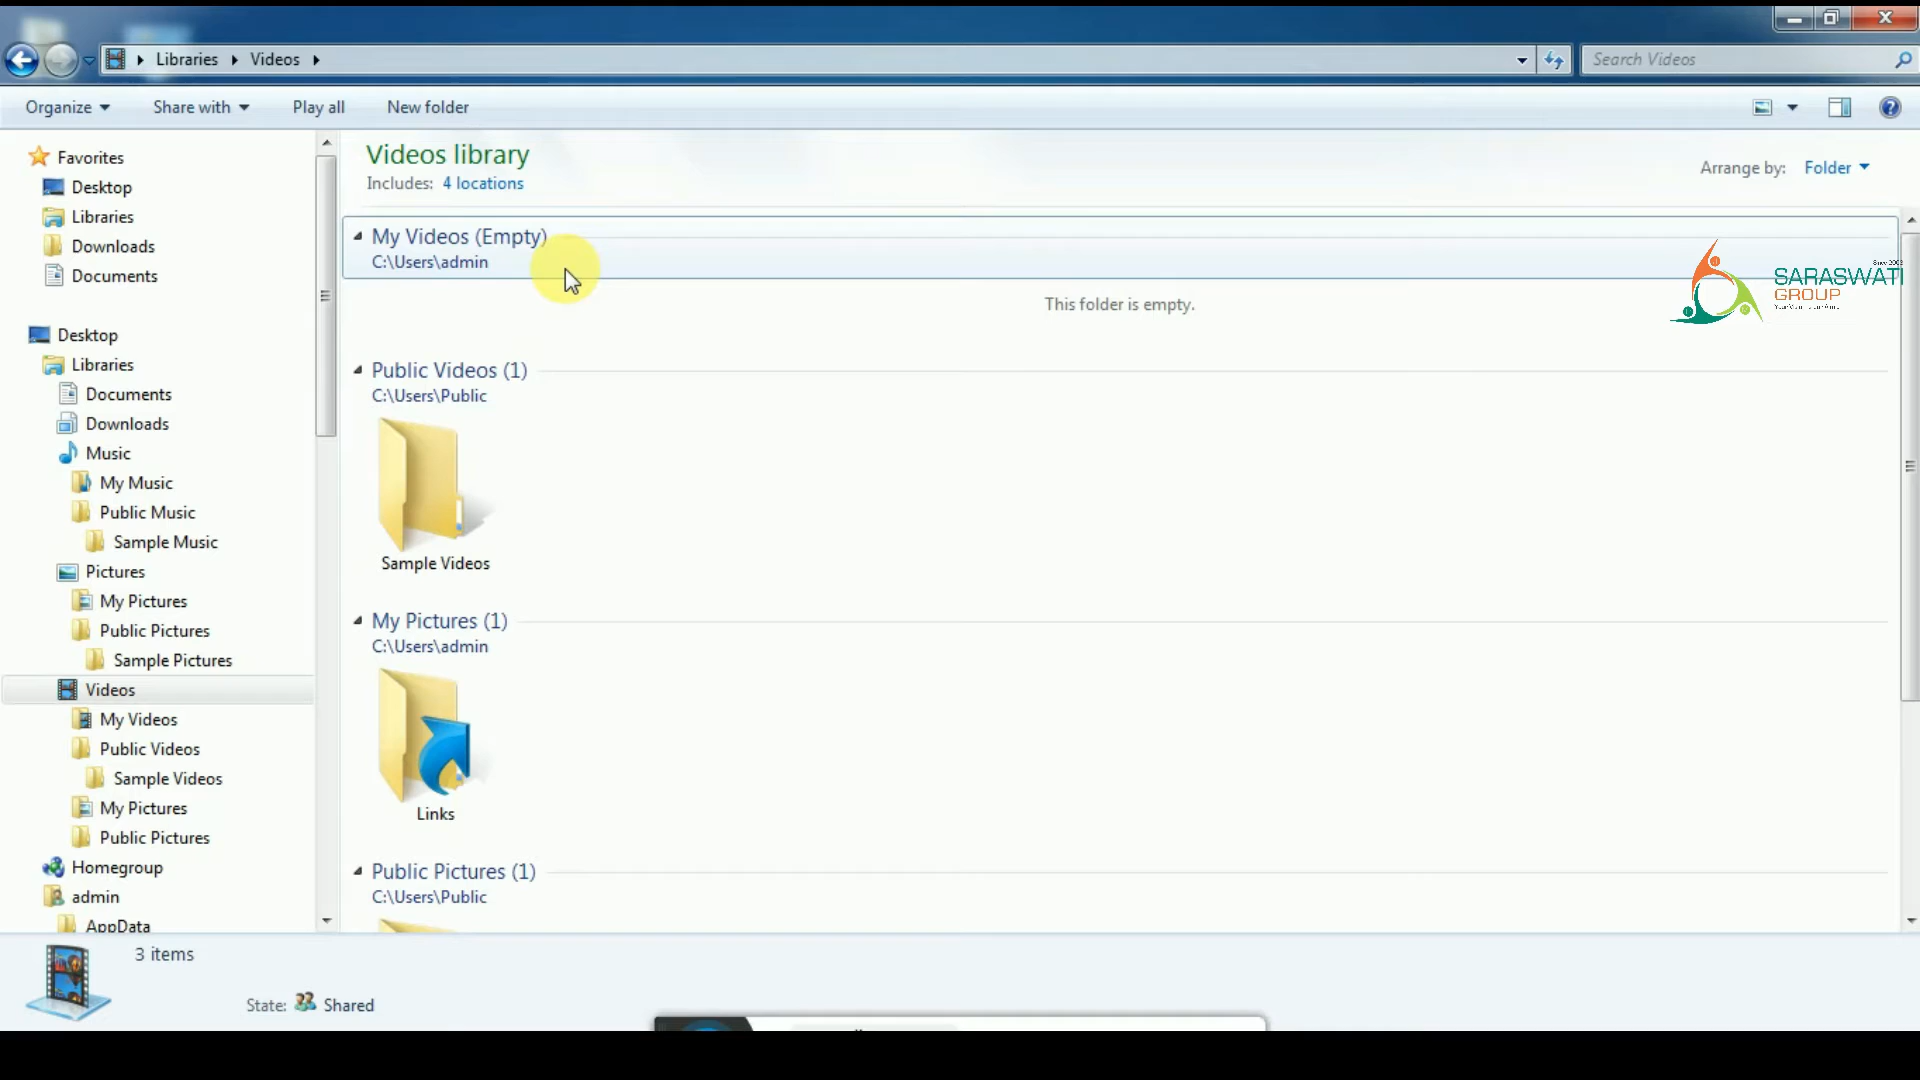 Libraries
Videos
Search Videos
Organize
Share with
Play all
New folder
Favorites
Desktop
Libraries
Downloads
Documents
Desktop
Libraries
Documents
Downloads
Music
My Music
Public Music
Sample Music
Pictures
My Pictures
Public Pictures
Sample Pictures
Videos
My Videos
Public Videos
Sample Videos
My Pictures
Public Pictures
Homegroup
admin
AppData
Videos library
Includes: 4 locations
Arrange by: Folder
My Videos (Empty)
C:\Users\admin
This folder is empty.
Public Videos (1)
C:\Users\Public
Sample Videos
My Pictures (1)
C:\Users\admin
Links
Public Pictures (1)
C:\Users\Public
SARASWATI
GROUP
3 items
State: Shared